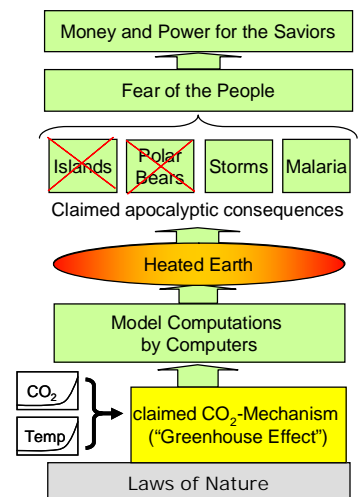 Money and Power for the Saviors
Fear of the People
Islands
Polar
Bears
Storms
Malaria
Claimed apocalyptic consequences
Heated Earth
Model Computations
by Computers
CO₂
Temp
claimed CO₂-Mechanism
(“Greenhouse Effect”)
Laws of Nature